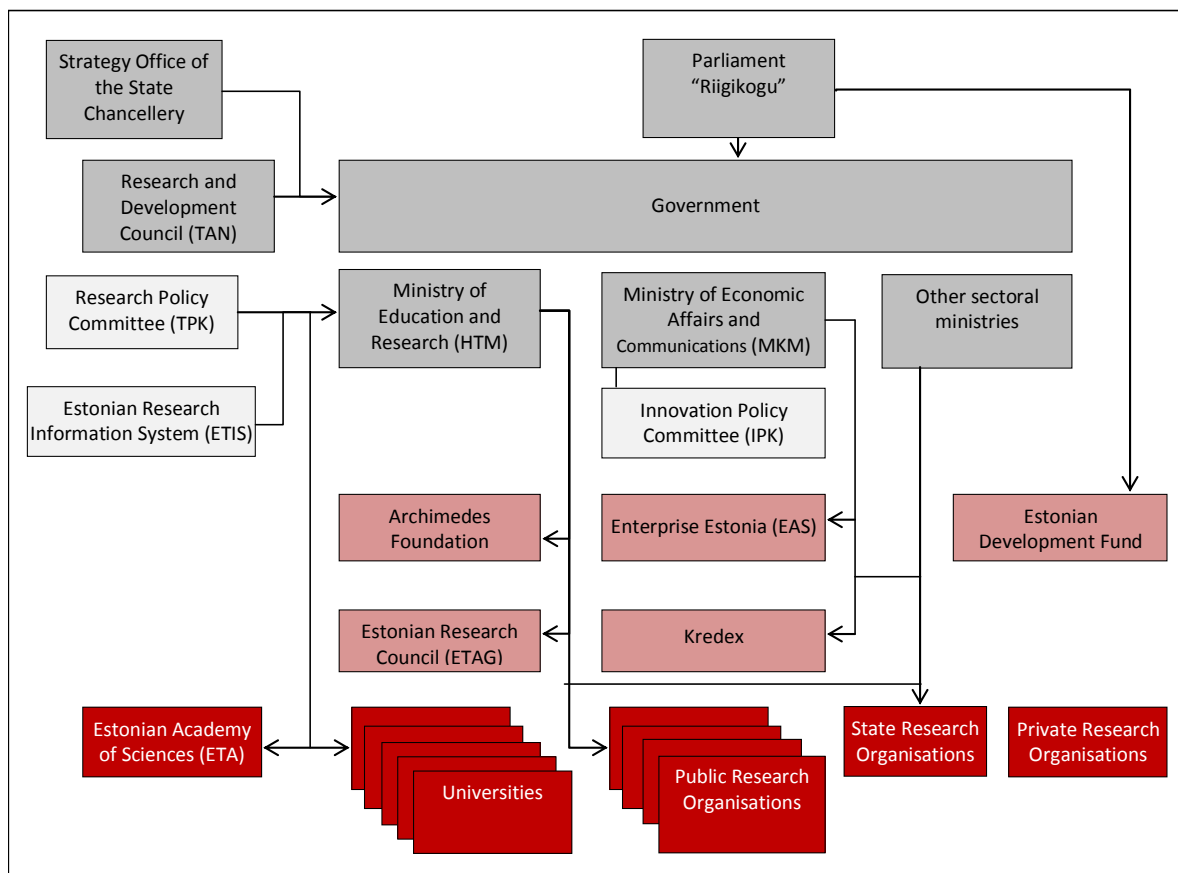 Strategy Office of
the State
Chancellery
Parliament
“Riigikogu”
Research and
Development
Council (TAN)
Government
Research Policy
Committee (TPK)
Ministry of
Education and
Research (HTM)
Ministry of Economic
Affairs and
Communications (MKM)
Other sectoral
ministries
Estonian Research
Information System (ETIS)
Innovation Policy
Committee (IPK)
Archimedes
Foundation
Enterprise Estonia (EAS)
Estonian
Development Fund
Estonian Research
Council (ETAG)
Kredex
Estonian Academy
of Sciences (ETA)
Universities
Public Research
Organisations
State Research
Organisations
Private Research
Organisations